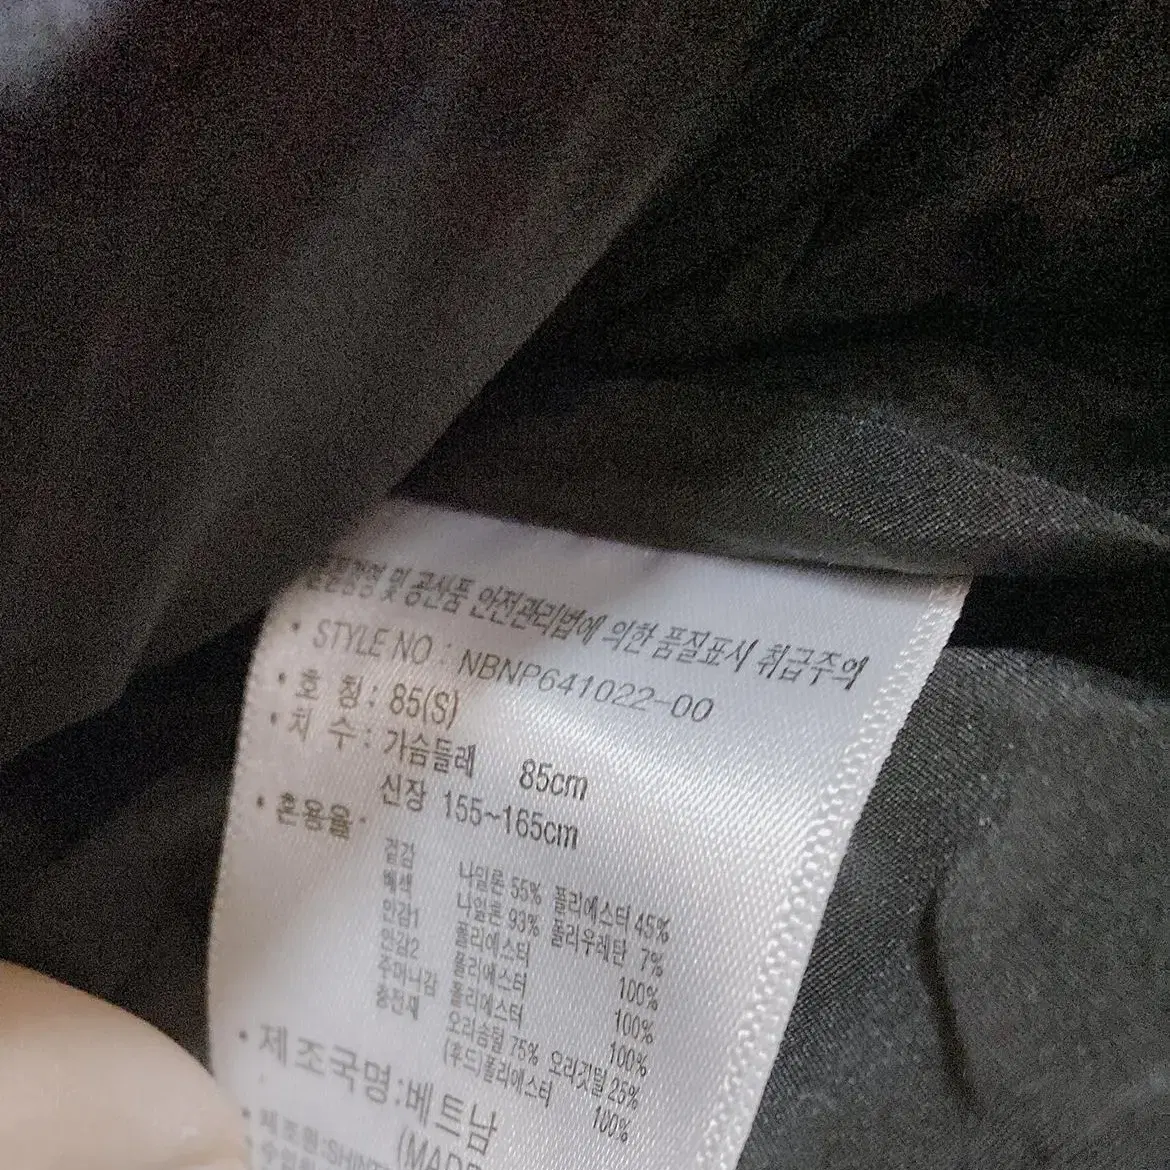 및 공산품 안전관리법에 의한 품질표시 취급주의
• STYLE NO : NBNP641022-00
• 호 칭 : 85(S)
• 치 수 : 가슴둘레 85cm
신장 155~165cm
• 혼용율
겉감 나일론 55% 폴리에스터 45%
배색 나일론 93% 폴리우레탄 7%
안감1 폴리에스터 100%
안감2 폴리에스터 100%
주머니감 폴리에스터 100%
충전재 오리솜털 75% 오리깃털 25%
(후드)폴리에스터 100%
• 제조국명:베트남
(MADE
• 제조원:SHINT